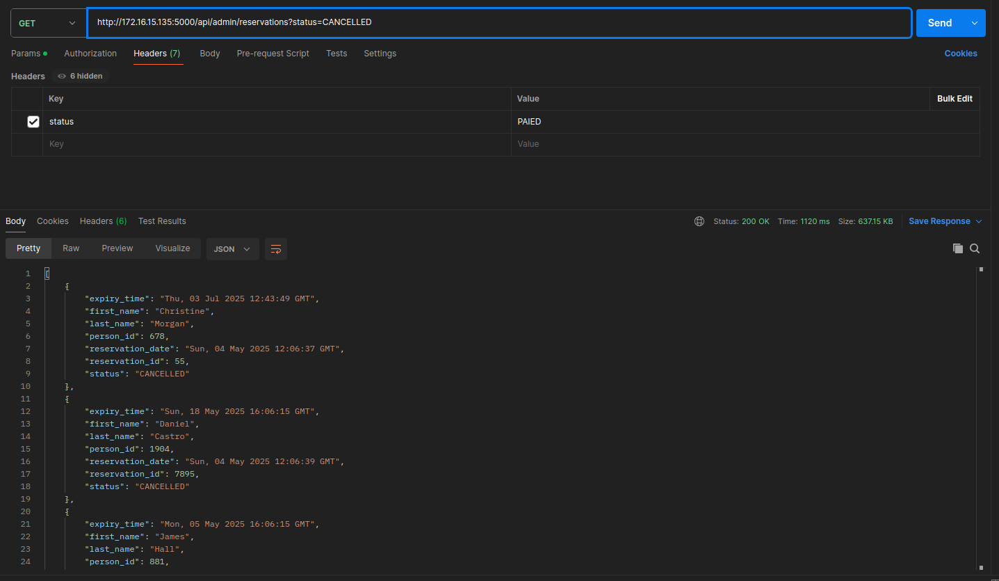 GET http://172.16.15.135:5000/api/admin/reservations?status=CANCELLED Send
Params Authorization Headers (7) Body Pre-request Script Tests Settings Cookies
Headers 6 hidden
Key Value Bulk Edit
status PAIED
Key Value
Body Cookies Headers (6) Test Results Status: 200 OK Time: 1120 ms Size: 637.15 KB Save Response
Pretty Raw Preview Visualize JSON
1 [
2 {
3 "expiry_time": "Thu, 03 Jul 2025 12:43:49 GMT",
4 "first_name": "Christine",
5 "last_name": "Morgan",
6 "person_id": 678,
7 "reservation_date": "Sun, 04 May 2025 12:06:37 GMT",
8 "reservation_id": 55,
9 "status": "CANCELLED"
10 },
11 {
12 "expiry_time": "Sun, 18 May 2025 16:06:15 GMT",
13 "first_name": "Daniel",
14 "last_name": "Castro",
15 "person_id": 1904,
16 "reservation_date": "Sun, 04 May 2025 12:06:39 GMT",
17 "reservation_id": 7895,
18 "status": "CANCELLED"
19 },
20 {
21 "expiry_time": "Mon, 05 May 2025 16:06:15 GMT",
22 "first_name": "James",
23 "last_name": "Hall",
24 "person_id": 881,